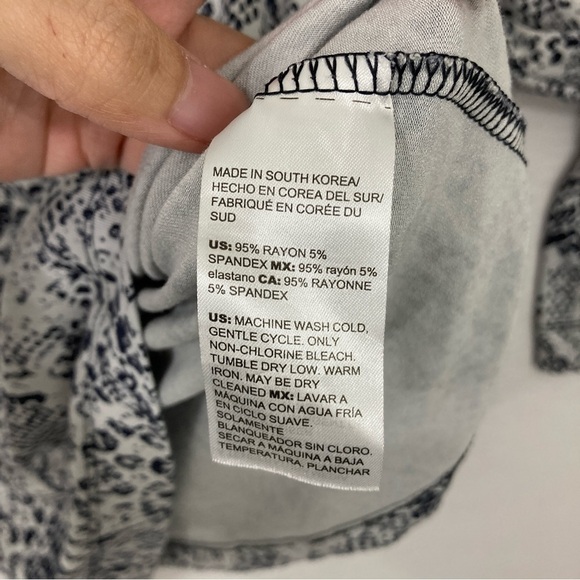 MADE IN SOUTH KOREA/
HECHO EN COREA DEL SUR/
FABRIQUÉ EN CORÉE DU
SUD
US: 95% RAYON 5%
SPANDEX MX: 95% rayón 5%
elastano CA: 95% RAYONNE
5% SPANDEX
US: MACHINE WASH COLD,
GENTLE CYCLE. ONLY
NON-CHLORINE BLEACH.
TUMBLE DRY LOW. WARM
IRON. MAY BE DRY
CLEANED MX: LAVAR A
MÁQUINA CON AGUA FRÍA
EN CICLO SUAVE.
SOLAMENTE
BLANQUEADOR SIN CLORO.
SECAR A MÁQUINA A BAJA
TEMPERATURA. PLANCHAR